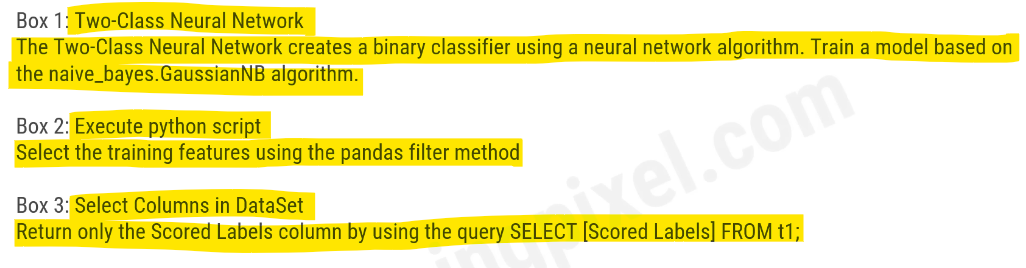 Box 1: Two-Class Neural Network
The Two-Class Neural Network creates a binary classifier using a neural network algorithm. Train a model based on
the naive_bayes.GaussianNB algorithm.
Box 2: Execute python script
Select the training features using the pandas filter method
Box 3: Select Columns in DataSet
Return only the Scored Labels column by using the query SELECT [Scored Labels] FROM t1;